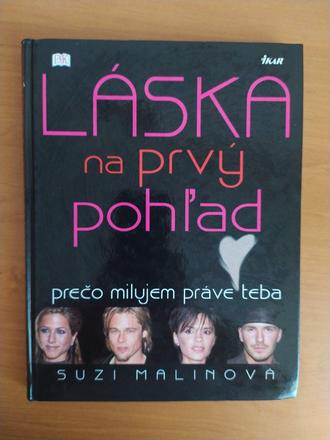 DK
IKAR
LÁSKA
na prvý
pohľad
prečo milujem práve teba
SUZI MALINOVÁ